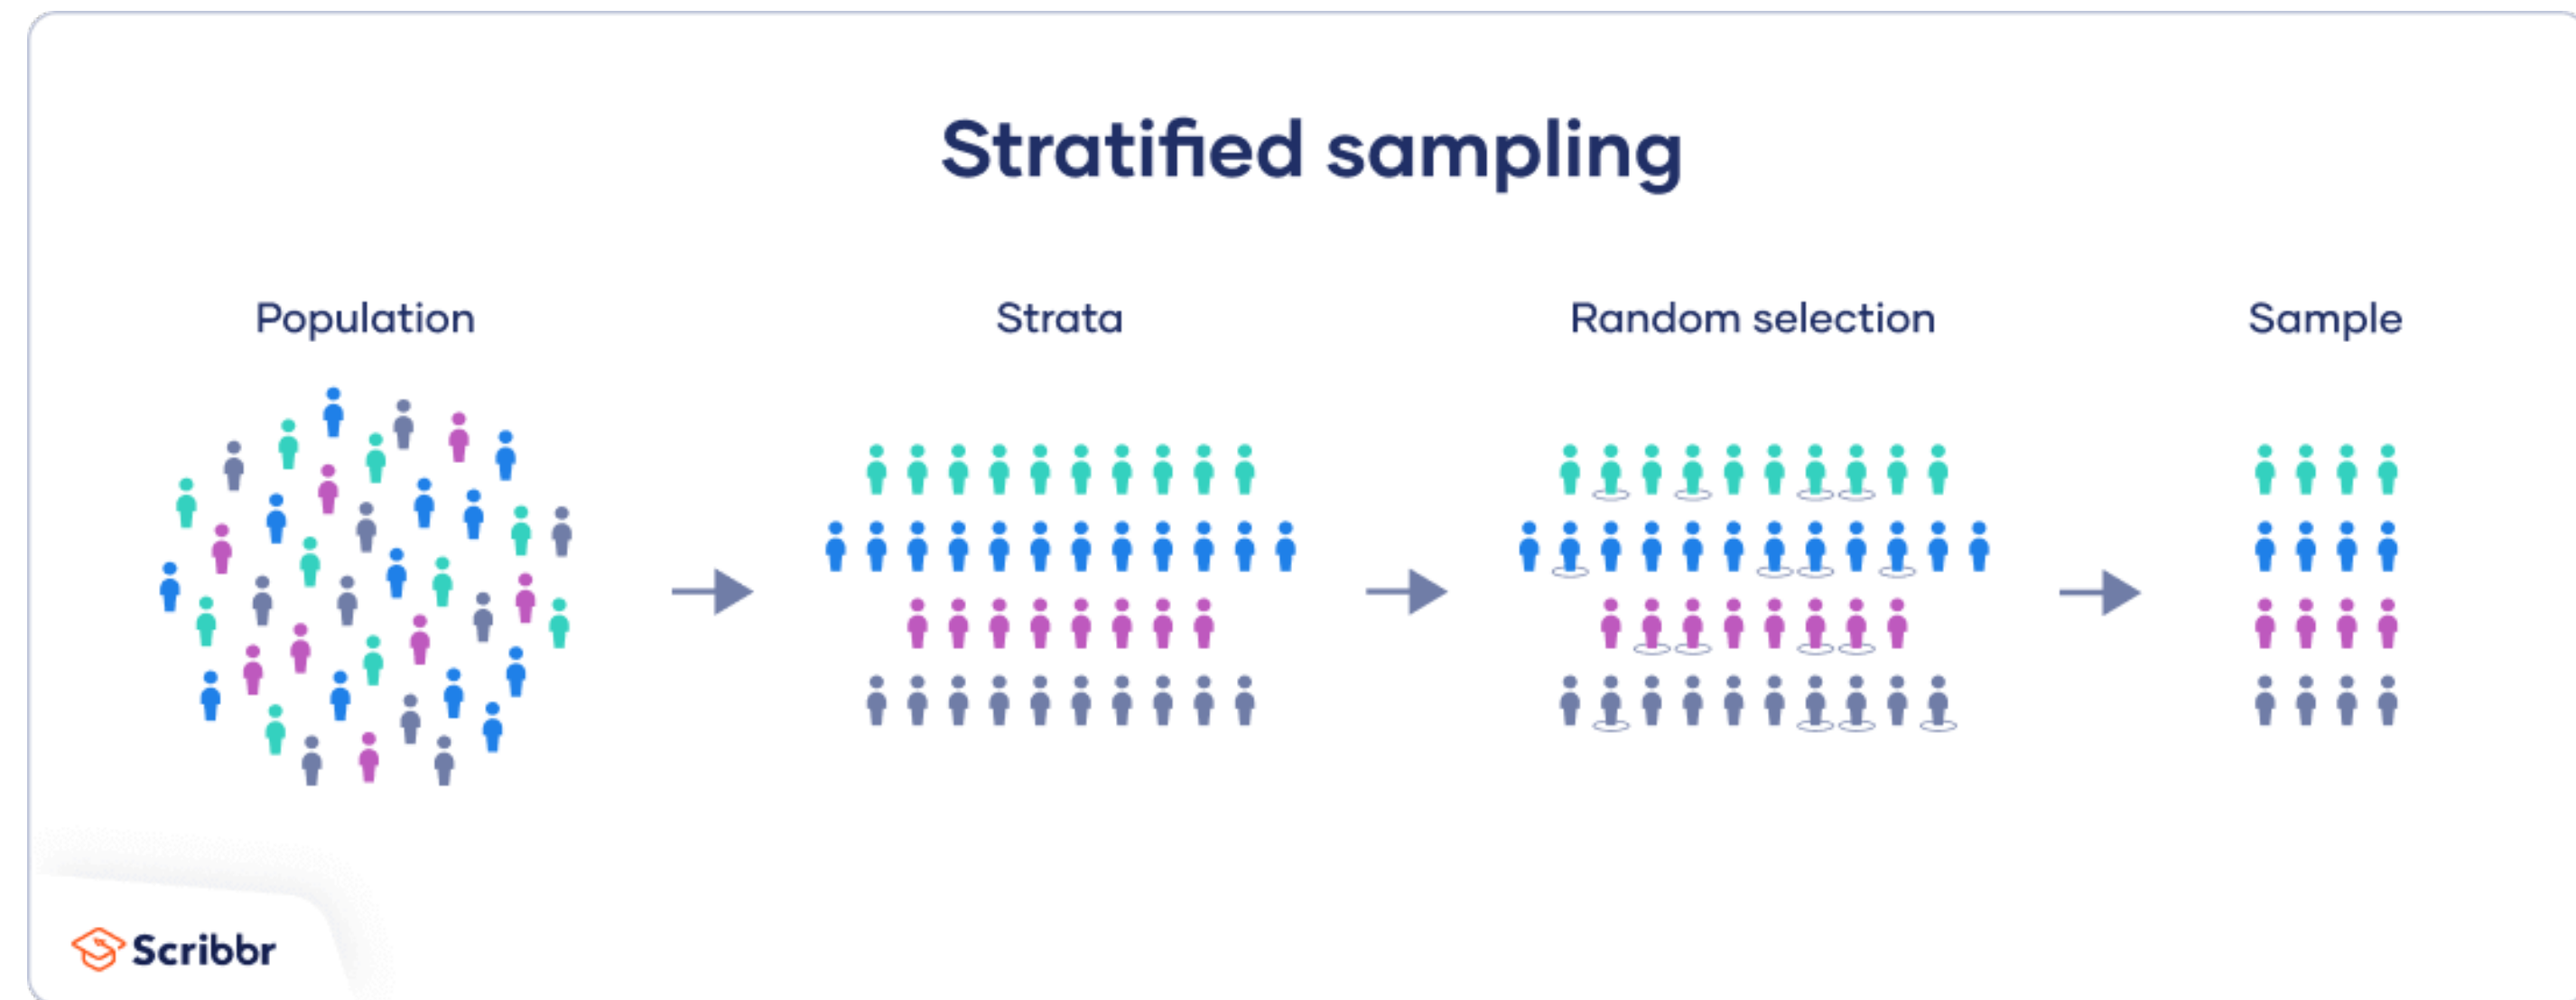 Stratified sampling
Population
Strata
Random selection
Sample
Scribbr